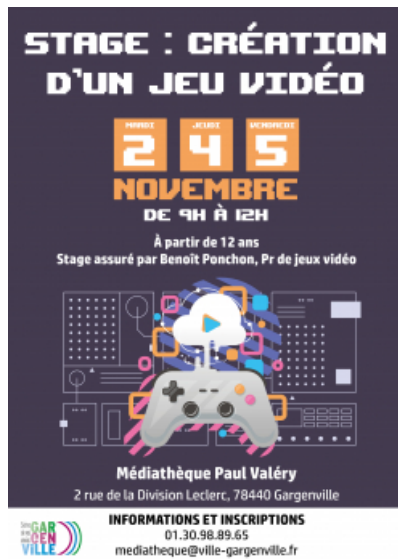 STAGE : CRÉATION
D'UN JEU VIDÉO
MARDI JEUDI VENDREDI
2 4 5
NOVEMBRE
DE 9H À 12H
À partir de 12 ans
Stage assuré par Benoît Ponchon, Pr de jeux vidéo
Médiathèque Paul Valéry
2 rue de la Division Leclerc, 78440 Gargenville
GAR
GEN
VILLE
INFORMATIONS ET INSCRIPTIONS
01.30.98.89.65
mediatheque@ville-gargenville.fr